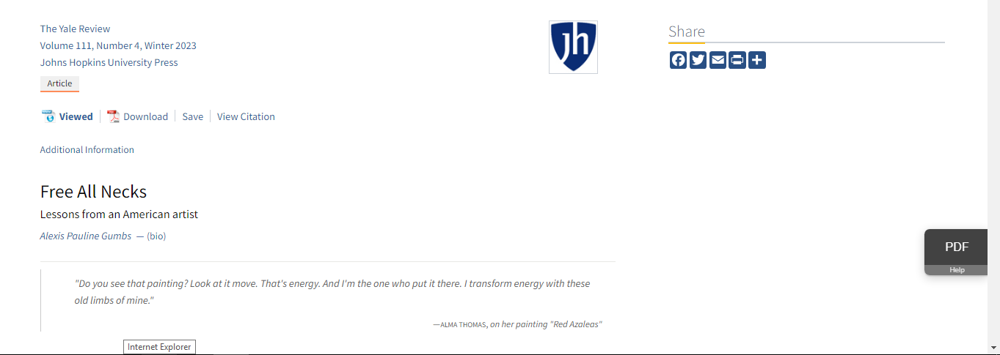 The Yale Review
Volume 111, Number 4, Winter 2023
Johns Hopkins University Press
Article
Viewed
Download
Save
View Citation
Additional Information
Free All Necks
Lessons from an American artist
Alexis Pauline Gumbs — (bio)
"Do you see that painting? Look at it move. That's energy. And I'm the one who put it there. I transform energy with these
old limbs of mine."
—ALMA THOMAS, on her painting "Red Azaleas"
Internet Explorer
jh
Share
PDF
Help